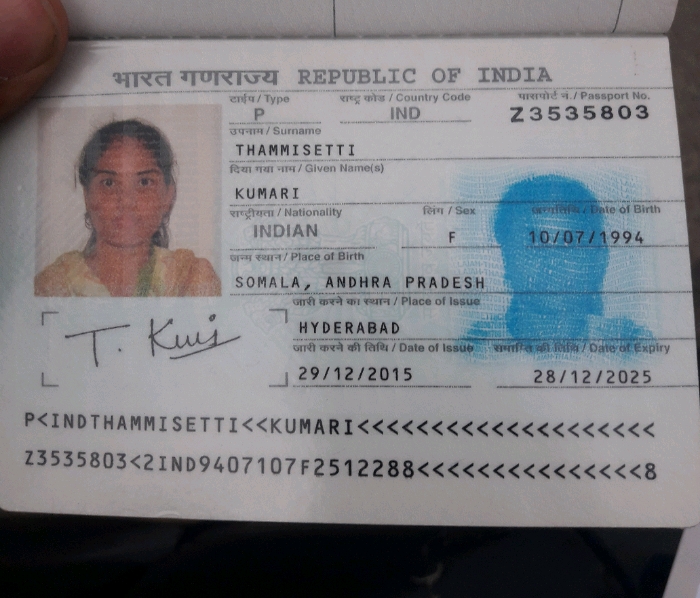 भारत गणराज्य REPUBLIC OF INDIA
टाईप / Type राष्ट्र कोड / Country Code पासपोर्ट नं. / Passport No.
P IND Z3535803
उपनाम / Surname
THAMMISETTI
दिया गया नाम / Given Name(s)
KUMARI
राष्ट्रीयता / Nationality लिंग / Sex जन्मतिथि / Date of Birth
INDIAN F 10/07/1994
जन्म स्थान / Place of Birth
SOMALA, ANDHRA PRADESH
जारी करने का स्थान / Place of Issue
HYDERABAD
जारी करने की तिथि / Date of Issue समाप्ति की तिथि / Date of Expiry
29/12/2015 28/12/2025
P<INDTHAMMISETTI<<KUMARI<<<<<<<<<<<<<<<<<<<<
Z3535803<2IND9407107F2512288<<<<<<<<<<<<<<<8